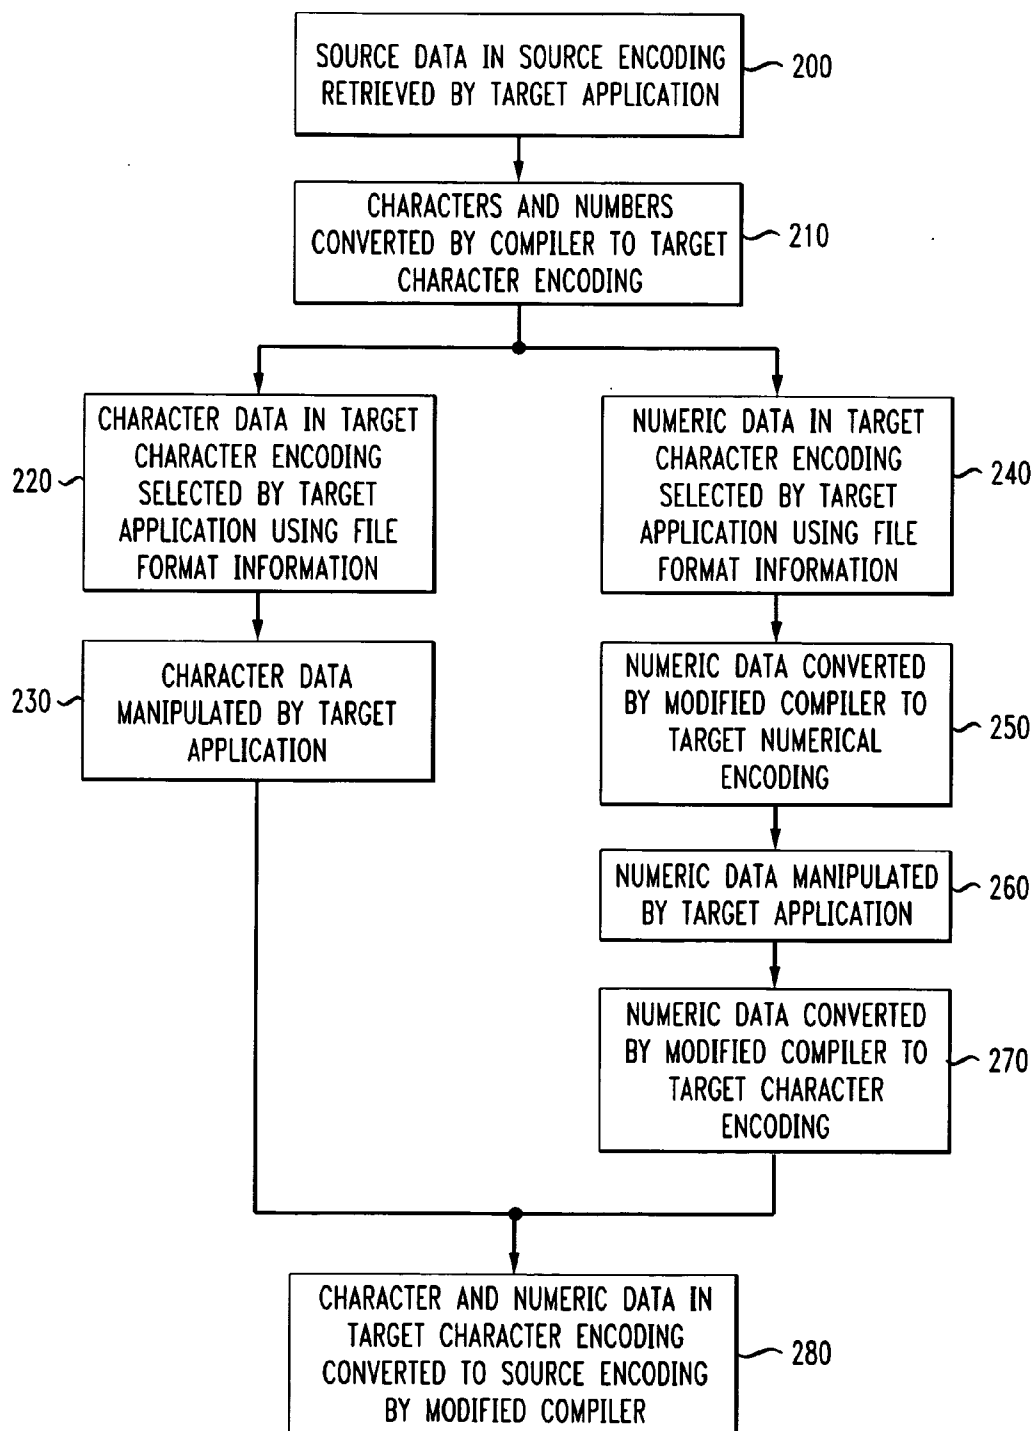 SOURCE DATA IN SOURCE ENCODING
RETRIEVED BY TARGET APPLICATION
200
CHARACTERS AND NUMBERS
CONVERTED BY COMPILER TO TARGET
CHARACTER ENCODING
210
CHARACTER DATA IN TARGET
CHARACTER ENCODING
SELECTED BY TARGET
APPLICATION USING FILE
FORMAT INFORMATION
220
CHARACTER DATA
MANIPULATED BY TARGET
APPLICATION
230
NUMERIC DATA IN TARGET
CHARACTER ENCODING
SELECTED BY TARGET
APPLICATION USING FILE
FORMAT INFORMATION
240
NUMERIC DATA CONVERTED
BY MODIFIED COMPILER TO
TARGET NUMERICAL
ENCODING
250
NUMERIC DATA MANIPULATED
BY TARGET APPLICATION
260
NUMERIC DATA CONVERTED
BY MODIFIED COMPILER TO
TARGET CHARACTER
ENCODING
270
CHARACTER AND NUMERIC DATA IN
TARGET CHARACTER ENCODING
CONVERTED TO SOURCE ENCODING
BY MODIFIED COMPILER
280